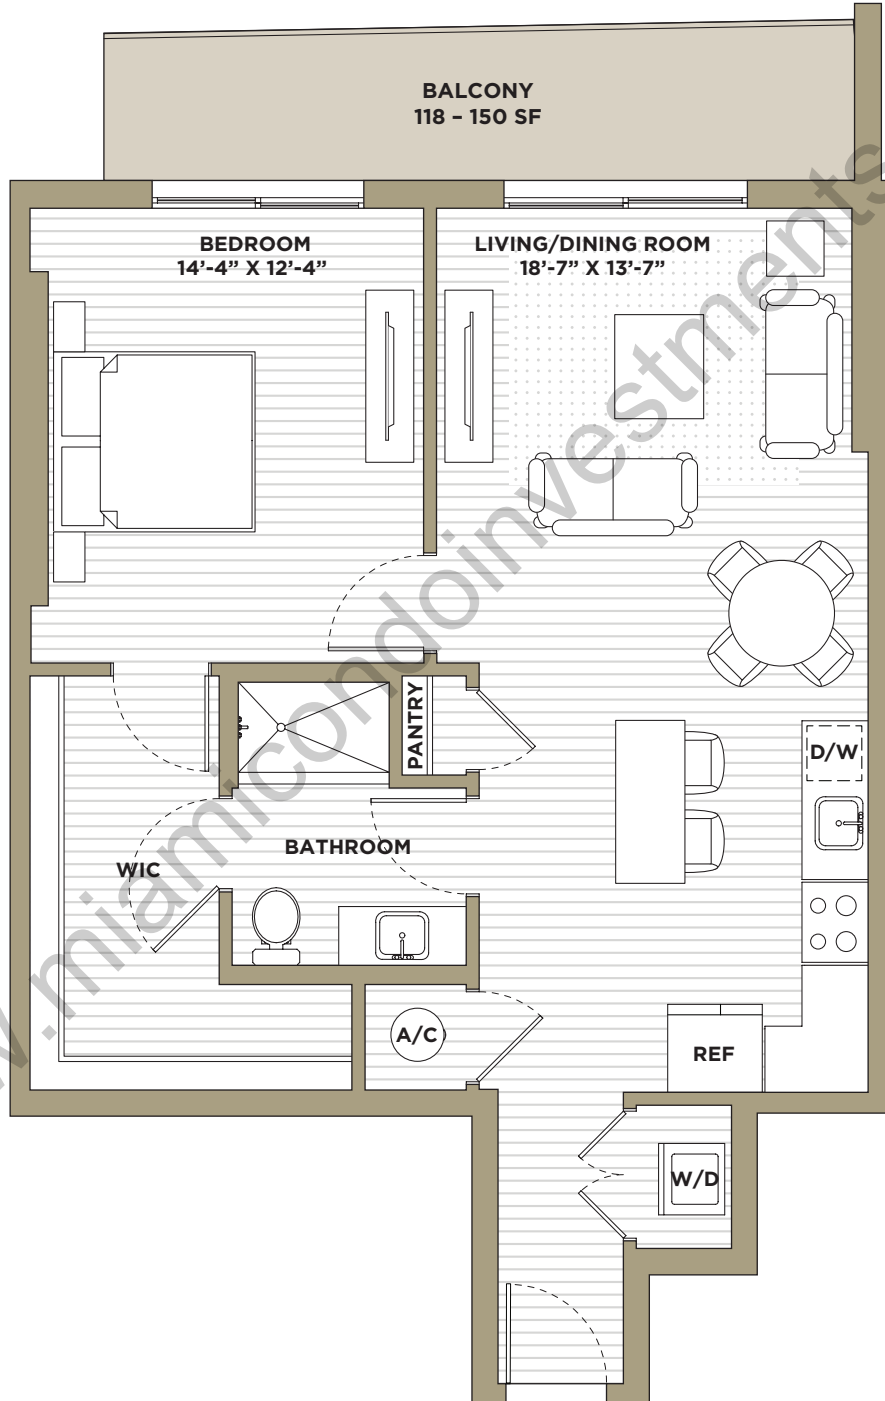 BALCONY
118 – 150 SF
BEDROOM
14’-4” X 12’-4”
LIVING/DINING ROOM
18’-7” X 13’-7”
PANTRY
D/W
BATHROOM
WIC
A/C
REF
W/D
w.miamicondoinvestments